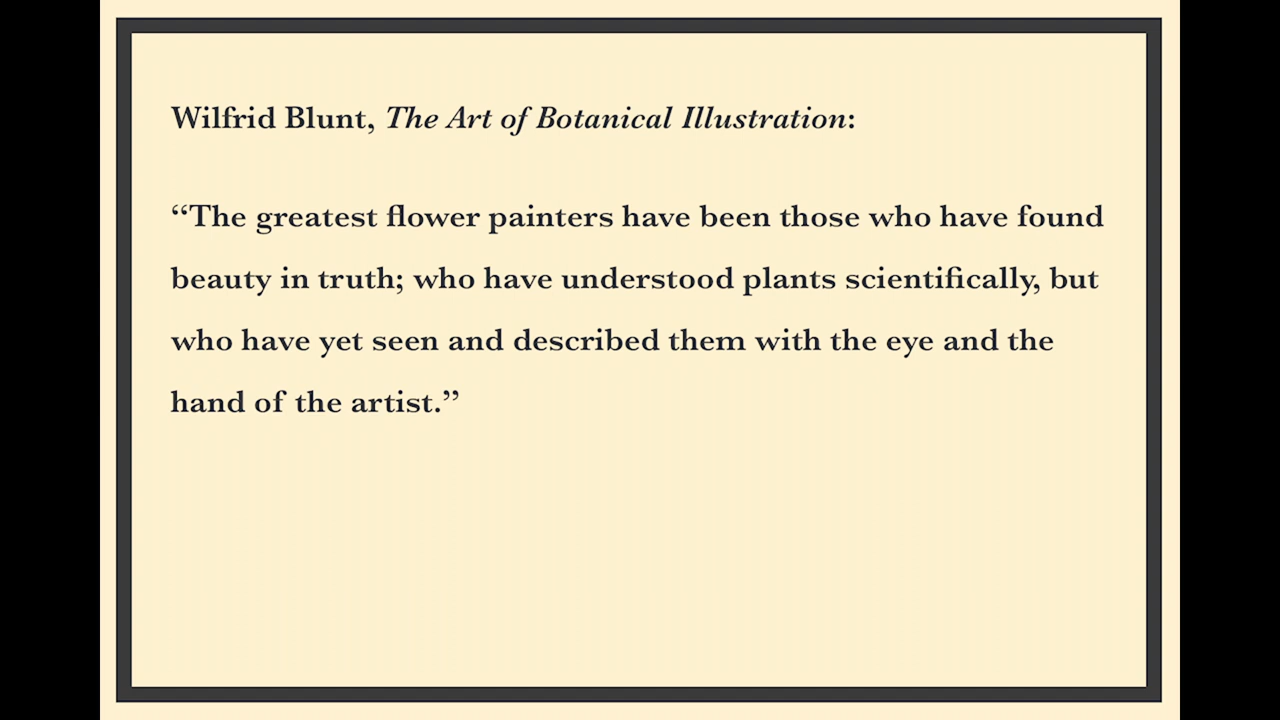 Wilfrid Blunt, The Art of Botanical Illustration:
“The greatest flower painters have been those who have found
beauty in truth; who have understood plants scientifically, but
who have yet seen and described them with the eye and the
hand of the artist.”